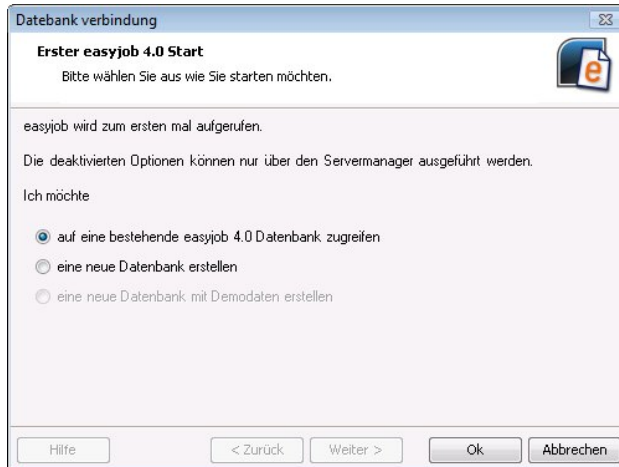 Datebank verbindung
Erster easyjob 4.0 Start
Bitte wählen Sie aus wie Sie starten möchten.
e
easyjob wird zum ersten mal aufgerufen.
Die deaktivierten Optionen können nur über den Servermanager ausgeführt werden.
Ich möchte
auf eine bestehende easyjob 4.0 Datenbank zugreifen
eine neue Datenbank erstellen
eine neue Datenbank mit Demodaten erstellen
Hilfe < Zurück Weiter > Ok Abbrechen